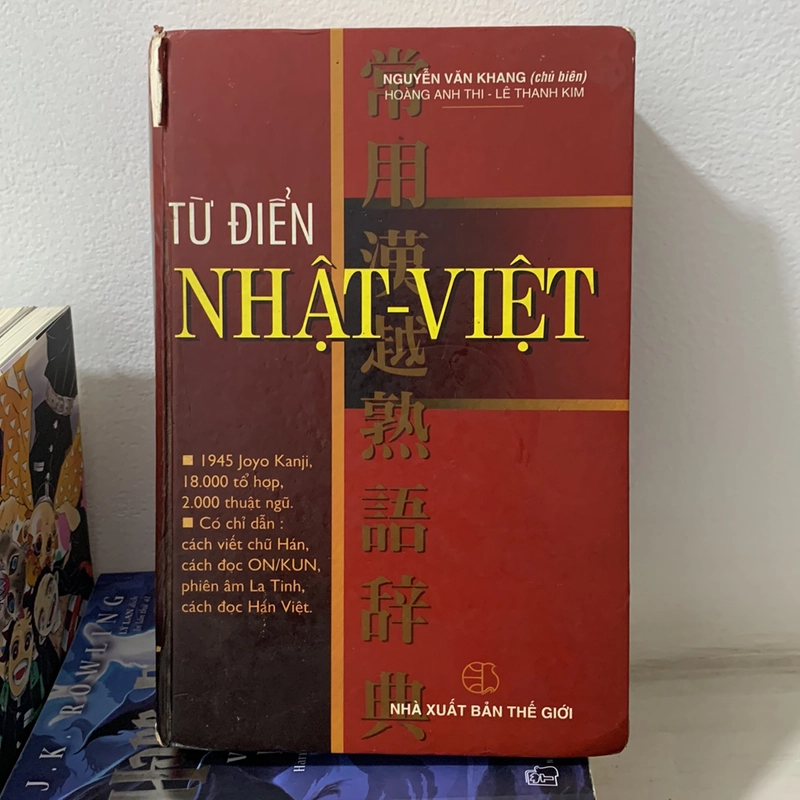 NGUYỄN VĂN KHANG (chủ biên)
HOÀNG ANH THI - LÊ THANH KIM
TỪ ĐIỂN
NHẬT-VIỆT
常用漢越熟語辞典
■ 1945 Joyo Kanji,
18.000 tổ hợp,
2.000 thuật ngữ.
■ Có chỉ dẫn :
cách viết chữ Hán,
cách đọc ON/KUN,
phiên âm La Tinh,
cách đọc Hán Việt.
NHÀ XUẤT BẢN THẾ GIỚI
J.K. ROWLING